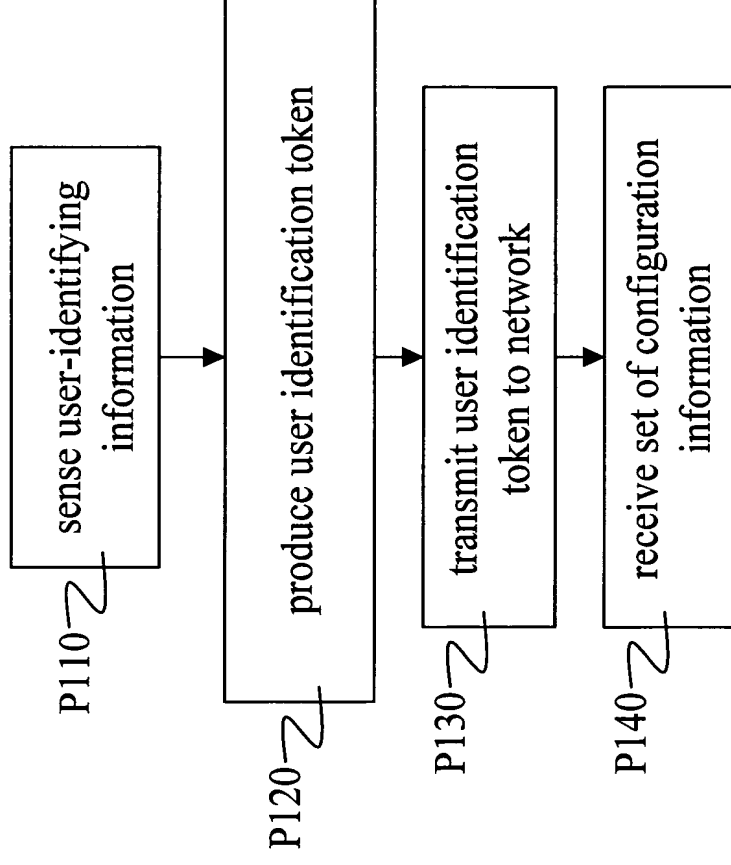 P110
sense user-identifying
information
P120
produce user identification token
P130
transmit user identification
token to network
P140
receive set of configuration
information